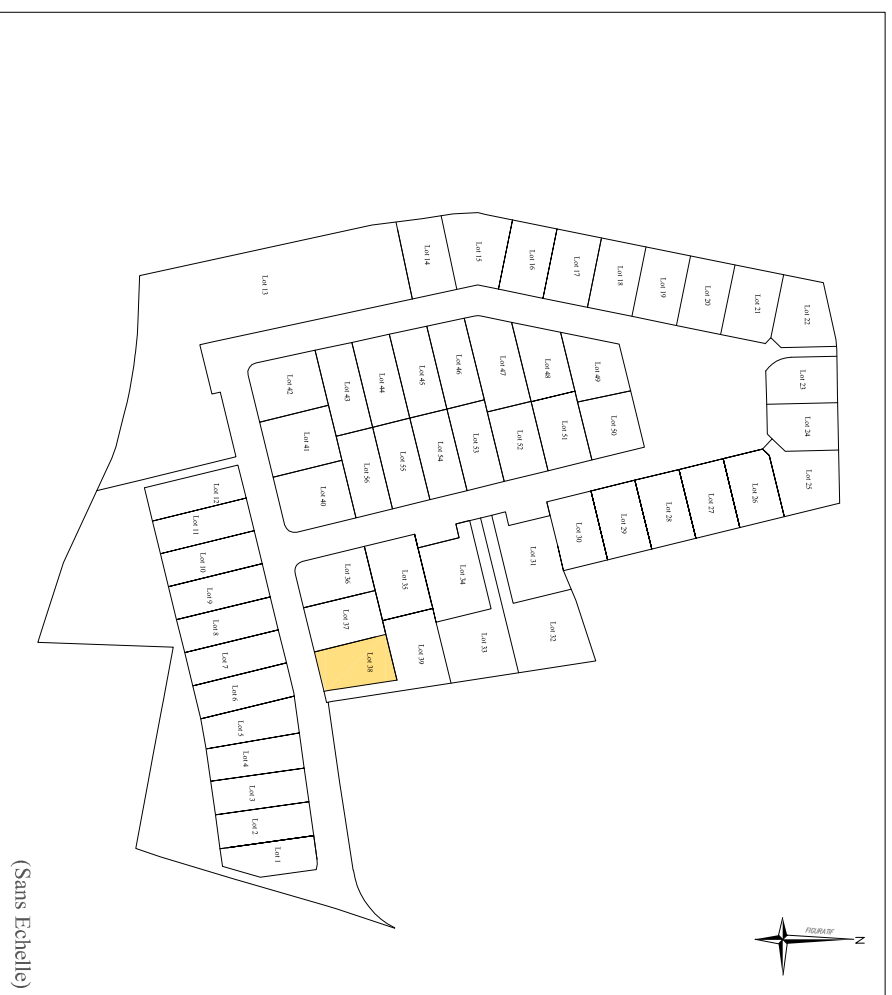 Lot 1
Lot 2
Lot 3
Lot 4
Lot 5
Lot 6
Lot 7
Lot 8
Lot 9
Lot 10
Lot 11
Lot 12
Lot 13
Lot 14
Lot 15
Lot 16
Lot 17
Lot 18
Lot 19
Lot 20
Lot 21
Lot 22
Lot 23
Lot 24
Lot 25
Lot 26
Lot 27
Lot 28
Lot 29
Lot 30
Lot 31
Lot 32
Lot 33
Lot 34
Lot 35
Lot 36
Lot 37
Lot 38
Lot 39
Lot 40
Lot 41
Lot 42
Lot 43
Lot 44
Lot 45
Lot 46
Lot 47
Lot 48
Lot 49
Lot 50
Lot 51
Lot 52
Lot 53
Lot 54
Lot 55
Lot 56
FIGURATIF
N
(Sans Echelle)